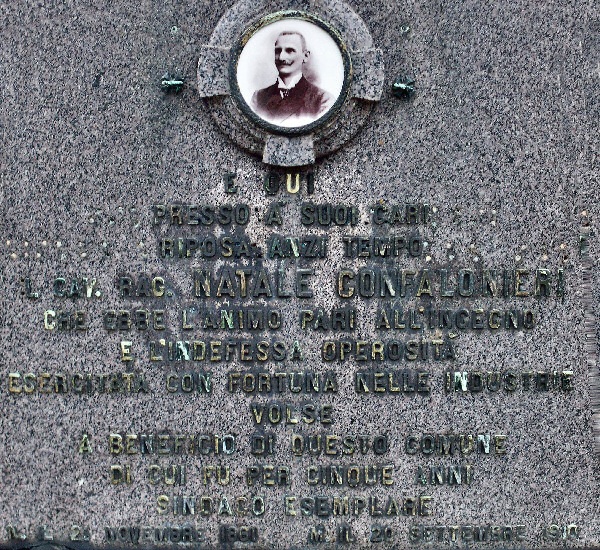 E QUI
PRESSO A SUOI CARI
RIPOSA ANZI TEMPO
IL CAV. RAG. NATALE CONFALONIERI
CHE EBBE L'ANIMO PARI ALL'INGEGNO
E L'INDEFESSA OPEROSITÀ
ESERCITATA CON FORTUNA NELLE INDUSTRIE
VOLSE
A BENEFICIO DI QUESTO COMUNE
DI CUI FU PER CINQUE ANNI
SINDACO ESEMPLARE
N. IL NOVEMBRE M. IL 20 SETTEMBRE